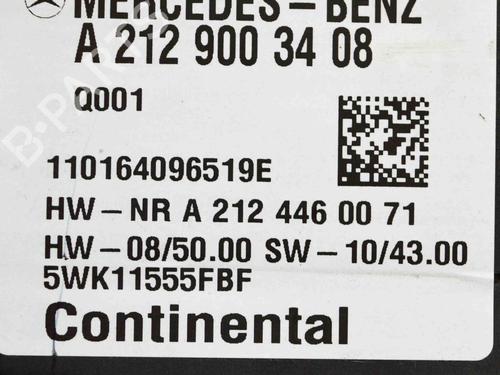 MERCEDES-BENZ
A 212 900 34 08
Q001
110164096519E
HW-NR A 212 446 00 71
HW-08/50.00 SW-10/43.00
5WK11555FBF
Continental
B-PARTS